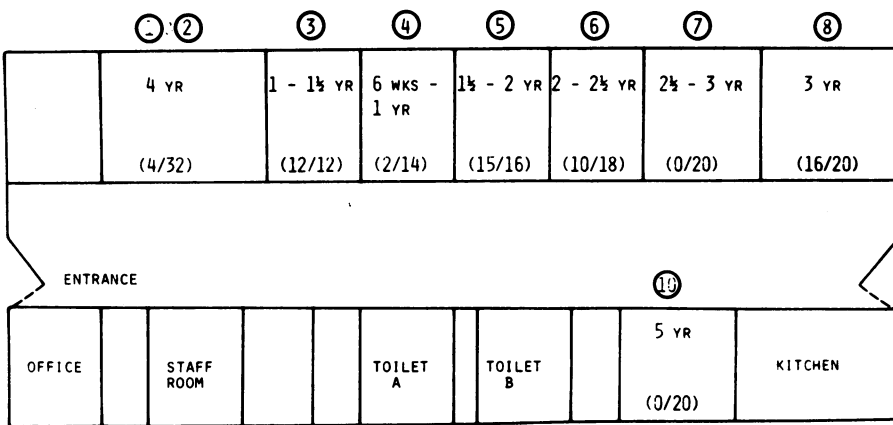 1 2 3 4 5 6 7 8
4 YR 1 - 1½ YR 6 WKS - 1½ - 2 YR 2 - 2½ YR 2½ - 3 YR 3 YR
1 YR
(4/32) (12/12) (2/14) (15/16) (10/18) (0/20) (16/20)
ENTRANCE
10
5 YR
OFFICE STAFF TOILET TOILET KITCHEN
ROOM A B
(0/20)